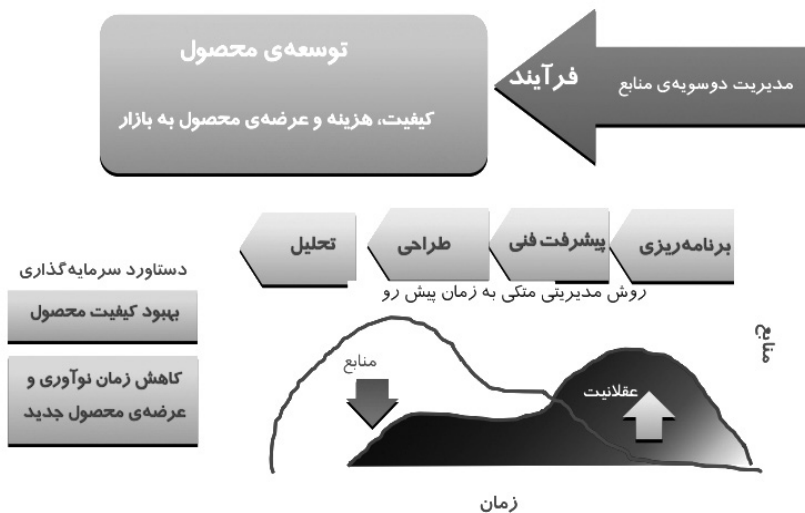 توسعه‌ی محصول
کیفیت، هزینه و عرضه‌ی محصول به بازار
فرآیند
مدیریت دوسویه‌ی منابع
برنامه‌ریزی
پیشرفت فنی
طراحی
تحلیل
روش مدیریتی متکی به زمان پیش رو
دستاورد سرمایه‌گذاری
بهبود کیفیت محصول
کاهش زمان نوآوری و
عرضه‌ی محصول جدید
منابع
منابع
عقلانیت
زمان